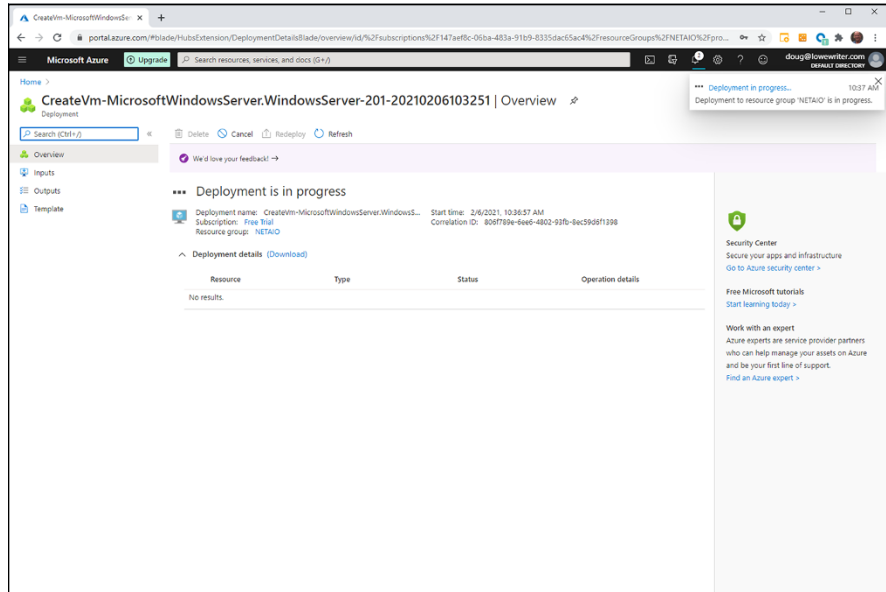 CreateVm-MicrosoftWindowsSer
portal.azure.com/#blade/HubsExtension/DeploymentDetailsBlade/overview/id/%2Fsubscriptions%2F147aef8c-06ba-483a-91b9-8335dac65ac4%2FresourceGroups%2FNETAIO%2Fpro...
Microsoft Azure
Upgrade
Search resources, services, and docs (G+/)
doug@lowewriter.com
DEFAULT DIRECTORY
Home >
CreateVm-MicrosoftWindowsServer.WindowsServer-201-20210206103251 | Overview
Deployment
Deployment in progress... 10:37 AM
Deployment to resource group 'NETAIO' is in progress.
Search (Ctrl+/)
«
Delete Cancel Redeploy Refresh
Overview
Inputs
Outputs
Template
We'd love your feedback! →
Deployment is in progress
Deployment name: CreateVm-MicrosoftWindowsServer.WindowsS...
Subscription: Free Trial
Resource group: NETAIO
Start time: 2/6/2021, 10:36:57 AM
Correlation ID: 806f789e-6ee6-4802-93fb-8ec59d6f1398
Deployment details (Download)
Resource Type Status Operation details
No results.
Security Center
Secure your apps and infrastructure
Go to Azure security center >
Free Microsoft tutorials
Start learning today >
Work with an expert
Azure experts are service provider partners
who can help manage your assets on Azure
and be your first line of support.
Find an Azure expert >